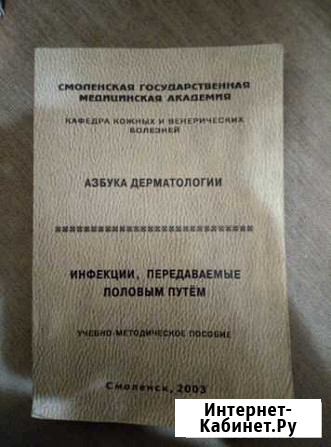 СМОЛЕНСКАЯ ГОСУДАРСТВЕННАЯ
МЕДИЦИНСКАЯ АКАДЕМИЯ
КАФЕДРА КОЖНЫХ И ВЕНЕРИЧЕСКИХ
БОЛЕЗНЕЙ
АЗБУКА ДЕРМАТОЛОГИИ
ИНФЕКЦИИ, ПЕРЕДАВАЕМЫЕ
ПОЛОВЫМ ПУТЁМ
УЧЕБНО-МЕТОДИЧЕСКОЕ ПОСОБИЕ
Смоленск, 2003
Интернет-
Кабинет.Ру